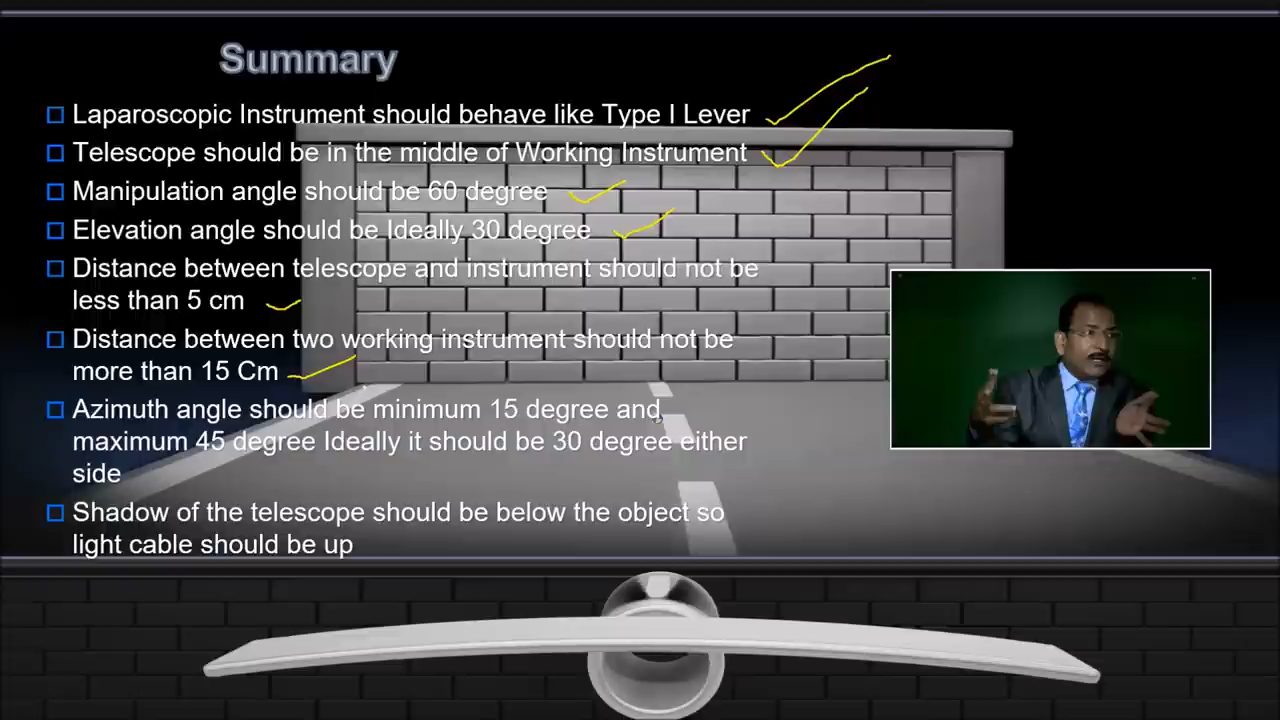 Summary
Laparoscopic Instrument should behave like Type I Lever
Telescope should be in the middle of Working Instrument
Manipulation angle should be 60 degree
Elevation angle should be Ideally 30 degree
Distance between telescope and instrument should not be
less than 5 cm
Distance between two working instrument should not be
more than 15 Cm
Azimuth angle should be minimum 15 degree and
maximum 45 degree Ideally it should be 30 degree either
side
Shadow of the telescope should be below the object so
light cable should be up